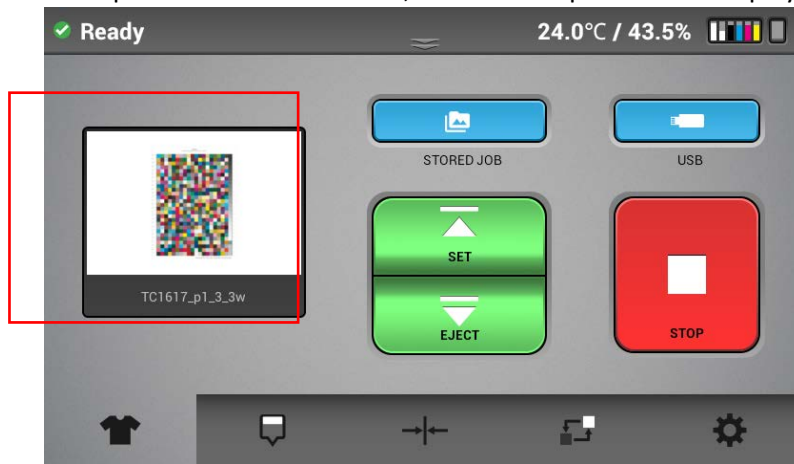 Ready
24.0°C / 43.5%
STORED JOB
USB
TC1617_p1_3_3w
SET
EJECT
STOP